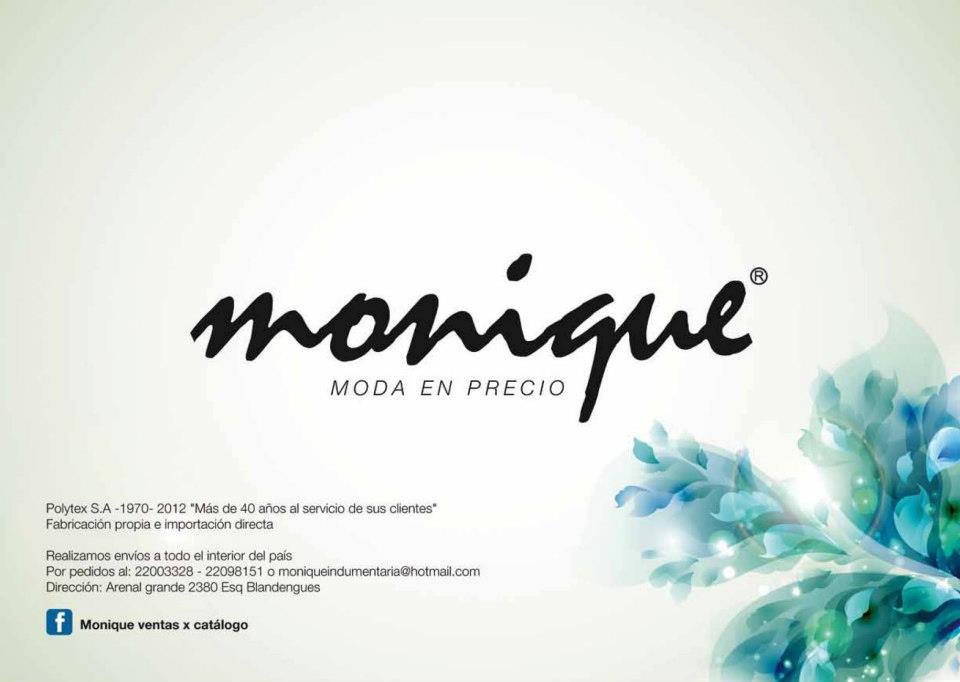 monique®
MODA EN PRECIO
Polytex S.A -1970- 2012 "Más de 40 años al servicio de sus clientes"
Fabricación propia e importación directa
Realizamos envíos a todo el interior del país
Por pedidos al: 22003328 - 22098151 o moniqueindumentaria@hotmail.com
Dirección: Arenal grande 2380 Esq Blandengues
f Monique ventas x catálogo